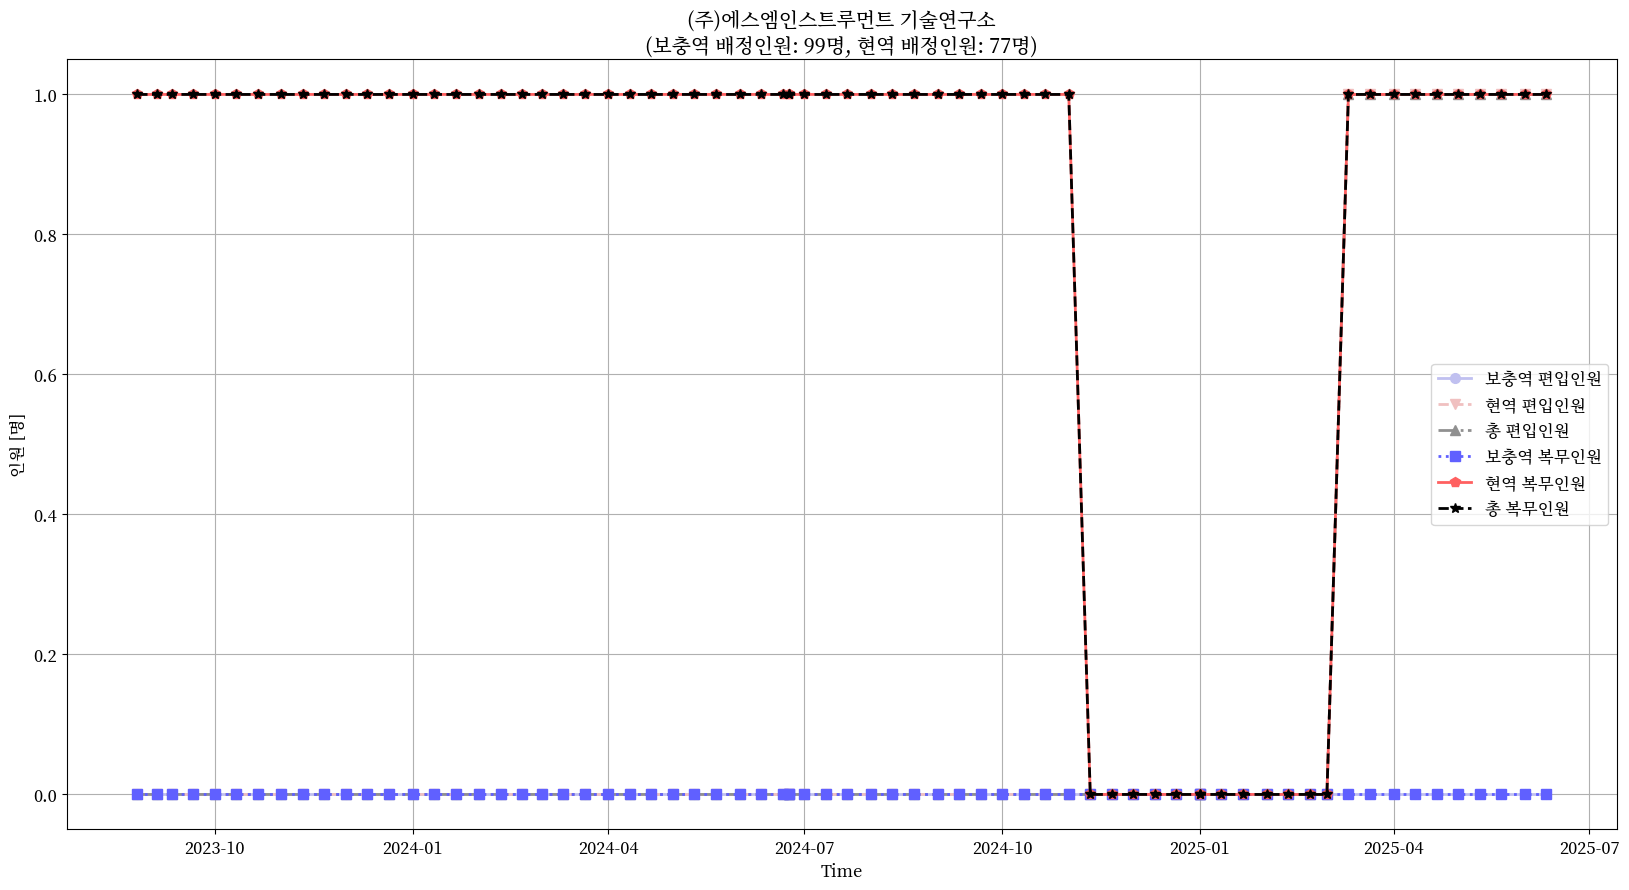 (주)에스엠인스트루먼트 기술연구소
(보충역 배정인원: 99명, 현역 배정인원: 77명)
인원 [명]
1.0
0.8
0.6
0.4
0.2
0.0
보충역 편입인원
현역 편입인원
총 편입인원
보충역 복무인원
현역 복무인원
총 복무인원
2023-10
2024-01
2024-04
2024-07
2024-10
2025-01
2025-04
2025-07
Time